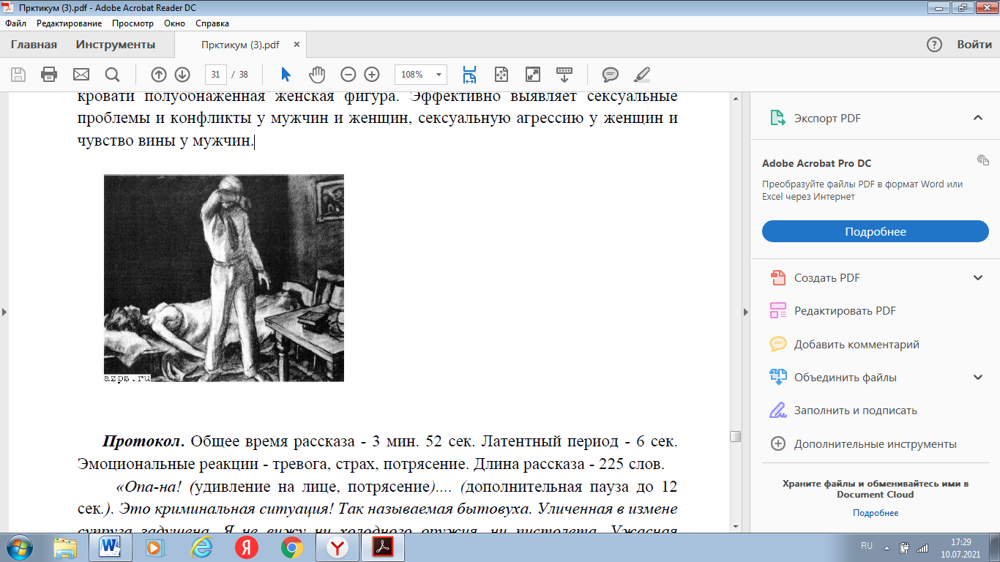 Прктикум (3).pdf - Adobe Acrobat Reader DC
Файл Редактирование Просмотр Окно Справка
Главная Инструменты Прктикум (3).pdf × Войти
31 / 38 108%
кровати полуобнаженная женская фигура. Эффективно выявляет сексуальные
проблемы и конфликты у мужчин и женщин, сексуальную агрессию у женщин и
чувство вины у мужчин.
azps.ru
Протокол. Общее время рассказа - 3 мин. 52 сек. Латентный период - 6 сек.
Эмоциональные реакции - тревога, страх, потрясение. Длина рассказа - 225 слов.
«Опа-на! (удивление на лице, потрясение).... (дополнительная пауза до 12
сек.). Это криминальная ситуация! Так называемая бытовуха. Уличенная в измене
супруга задушена. Я не вижу ни холодного оружия, ни пистолета. Ужасная
Экспорт PDF
Adobe Acrobat Pro DC
Преобразуйте файлы PDF в формат Word или
Excel через Интернет
Подробнее
Создать PDF
Редактировать PDF
Добавить комментарий
Объединить файлы
Заполнить и подписать
Дополнительные инструменты
Храните файлы и обменивайтесь ими в
Document Cloud
Подробнее
RU
17:29
10.07.2021